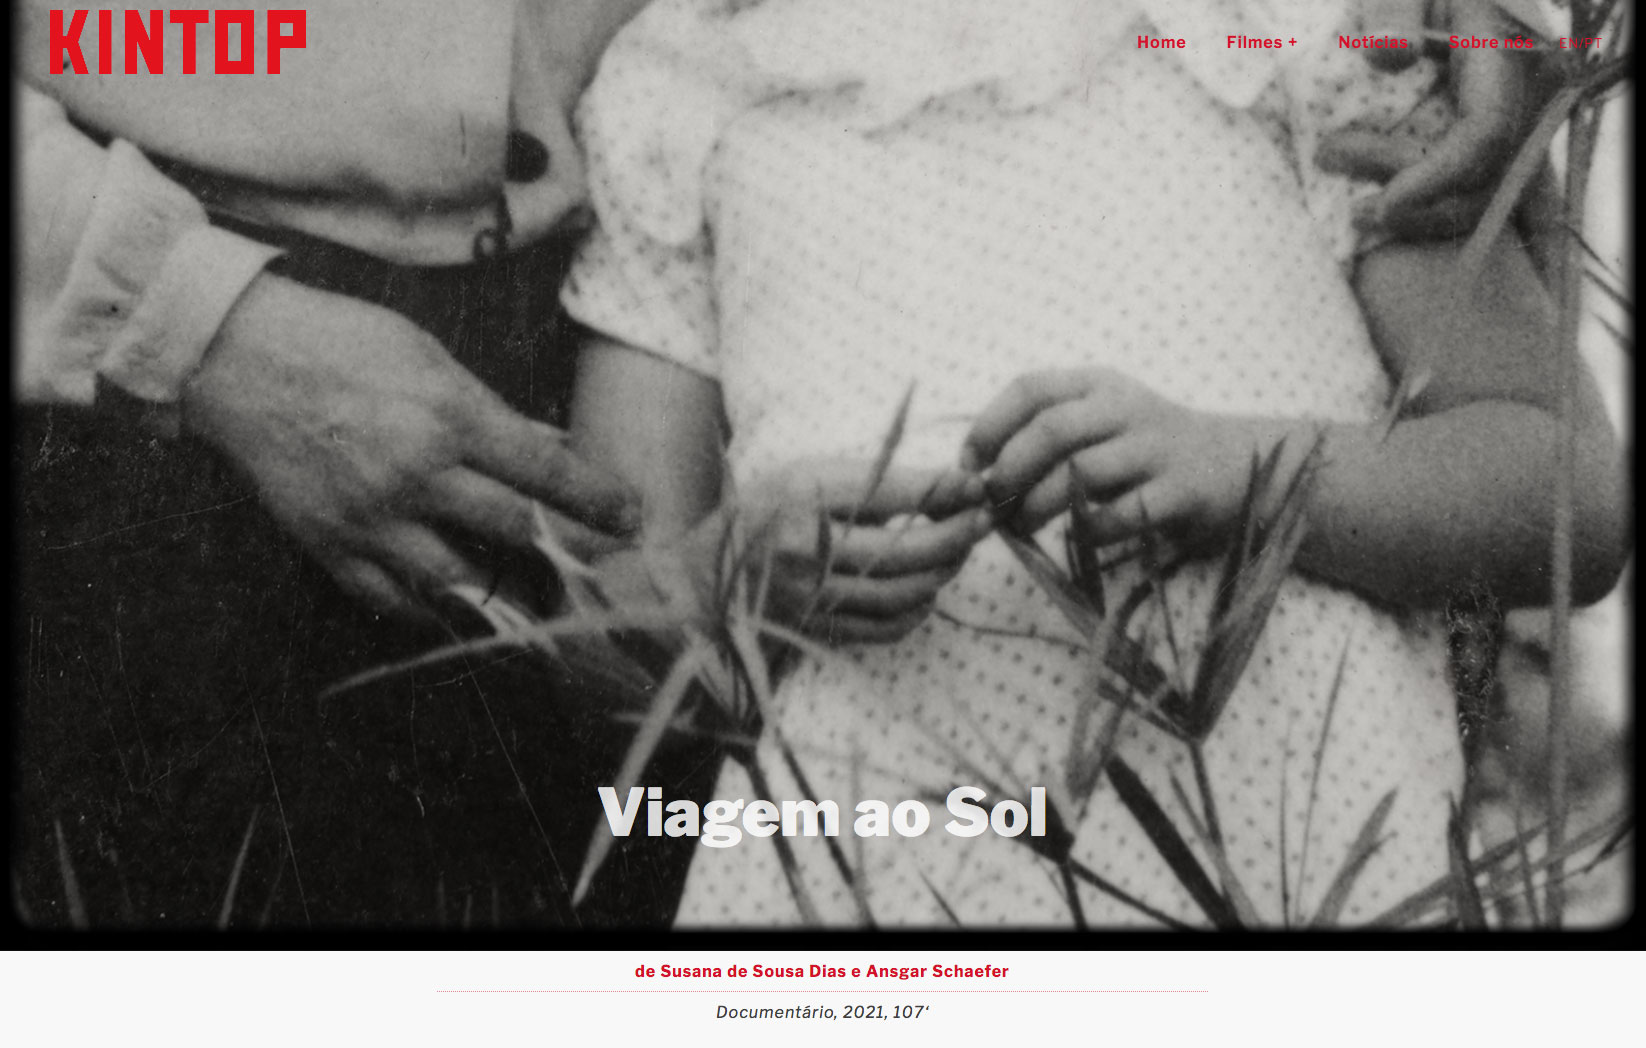 KINTOP
Home Filmes + Notícias Sobre nós EN/PT
Viagem ao Sol
de Susana de Sousa Dias e Ansgar Schaefer
Documentário, 2021, 107‘